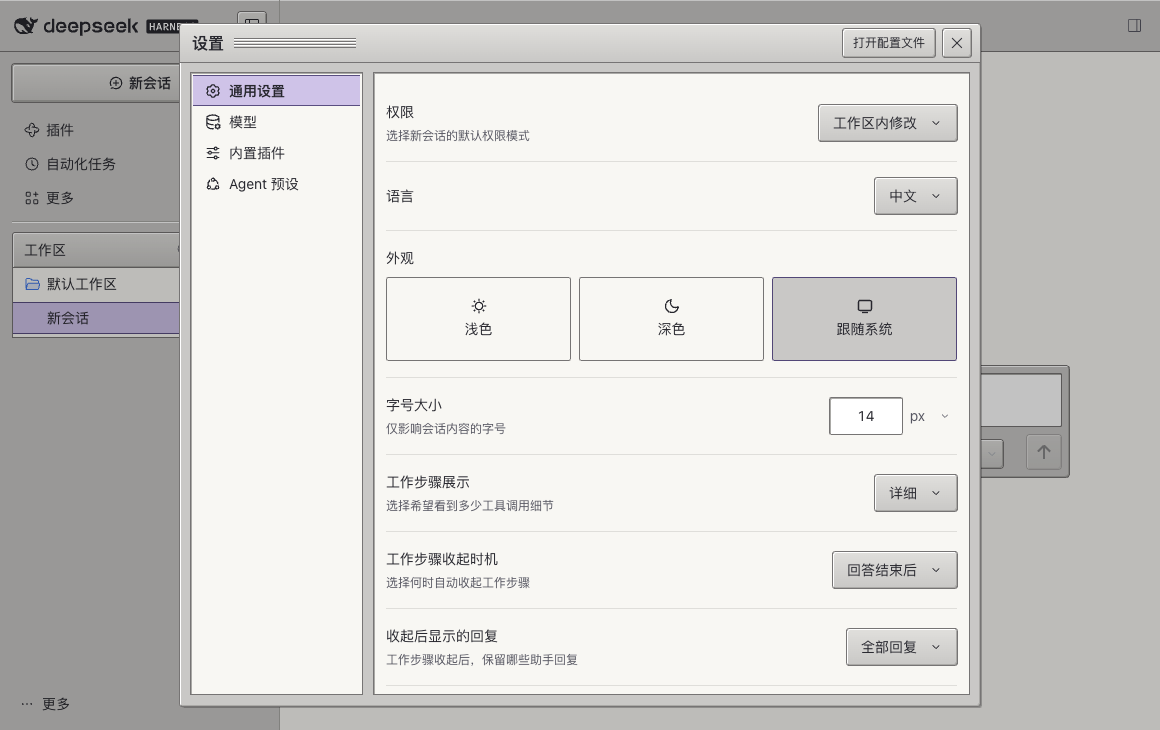 deepseek
新会话
插件
自动化任务
更多
工作区
默认工作区
新会话
更多
设置
打开配置文件
通用设置
模型
内置插件
Agent 预设
权限
选择新会话的默认权限模式
工作区内修改
语言
中文
外观
浅色
深色
跟随系统
字号大小
仅影响会话内容的字号
14
px
工作步骤展示
选择希望看到多少工具调用细节
详细
工作步骤收起时机
选择何时自动收起工作步骤
回答结束后
收起后显示的回复
工作步骤收起后，保留哪些助手回复
全部回复